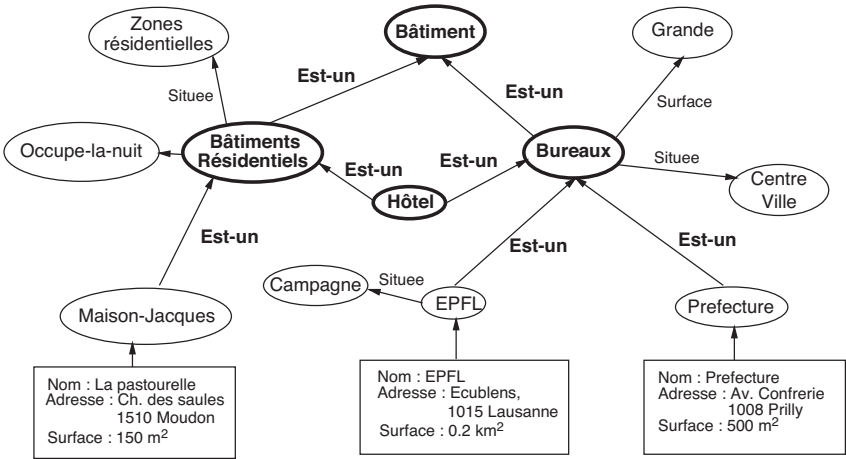 Zones
résidentielles
Bâtiment
Grande
Est-un
Est-un
Situee
Surface
Occupe-la-nuit
Bâtiments
Résidentiels
Est-un
Est-un
Bureaux
Situee
Centre
Ville
Hôtel
Est-un
Est-un
Est-un
Campagne
Situee
EPFL
Maison-Jacques
Prefecture
Nom : La pastourelle
Adresse : Ch. des saules
1510 Moudon
Surface : 150 m²
Nom : EPFL
Adresse : Ecublens,
1015 Lausanne
Surface : 0.2 km²
Nom : Prefecture
Adresse : Av. Confrerie
1008 Prilly
Surface : 500 m²